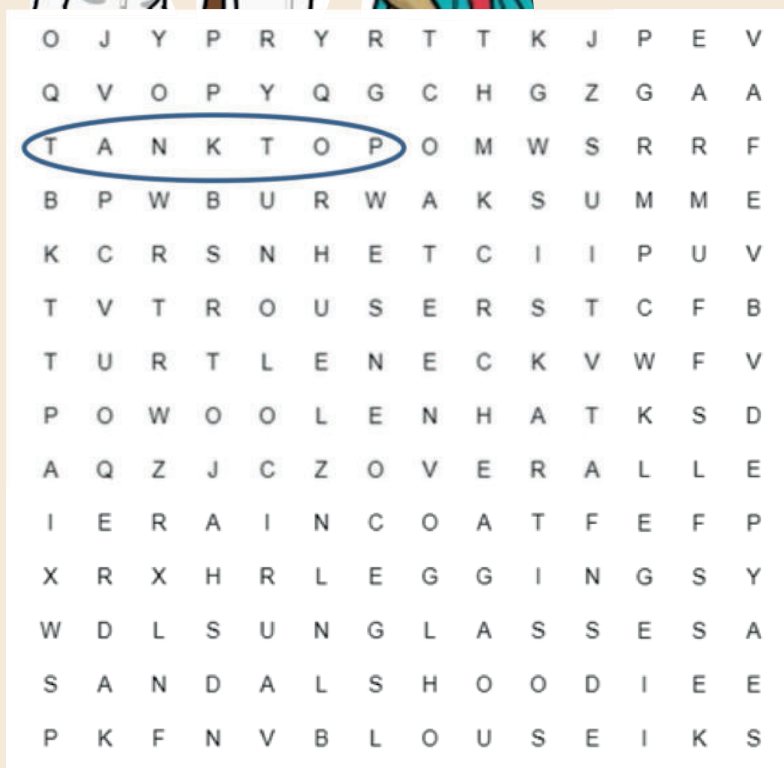 O J Y P R Y R T T K J P E V
Q V O P Y Q G C H G Z G A A
T A N K T O P O M W S R R F
B P W B U R W A K S U M M E
K C R S N H E T C I I P U V
T V T R O U S E R S T C F B
T U R T L E N E C K V W F V
P O W O O L E N H A T K S D
A Q Z J C Z O V E R A L L E
I E R A I N C O A T F E F P
X R X H R L E G G I N G S Y
W D L S U N G L A S S E S A
S A N D A L S H O O D I E E
P K F N V B L O U S E I K S